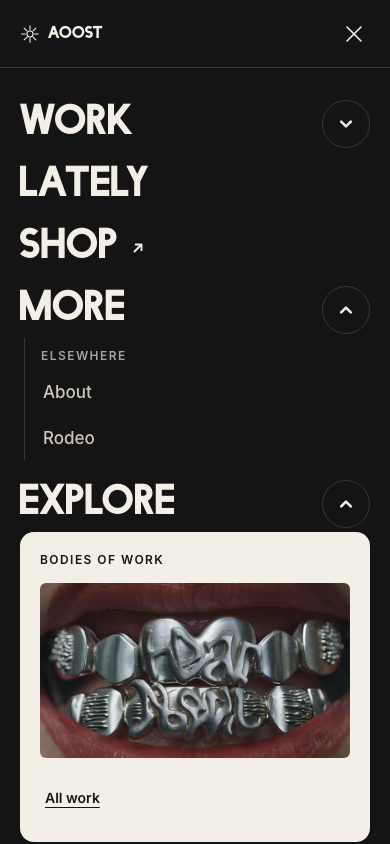 AOOST
WORK
LATELY
SHOP ↗
MORE
ELSEWHERE
About
Rodeo
EXPLORE
BODIES OF WORK
All work